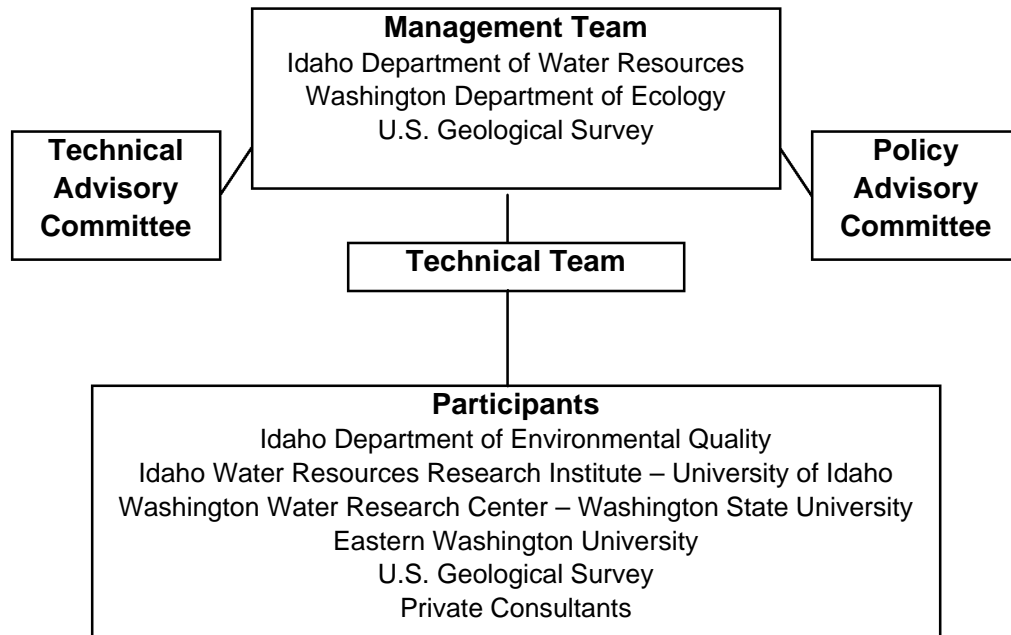 Management Team
Idaho Department of Water Resources
Washington Department of Ecology
U.S. Geological Survey
Technical
Advisory
Committee
Policy
Advisory
Committee
Technical Team
Participants
Idaho Department of Environmental Quality
Idaho Water Resources Research Institute – University of Idaho
Washington Water Research Center – Washington State University
Eastern Washington University
U.S. Geological Survey
Private Consultants